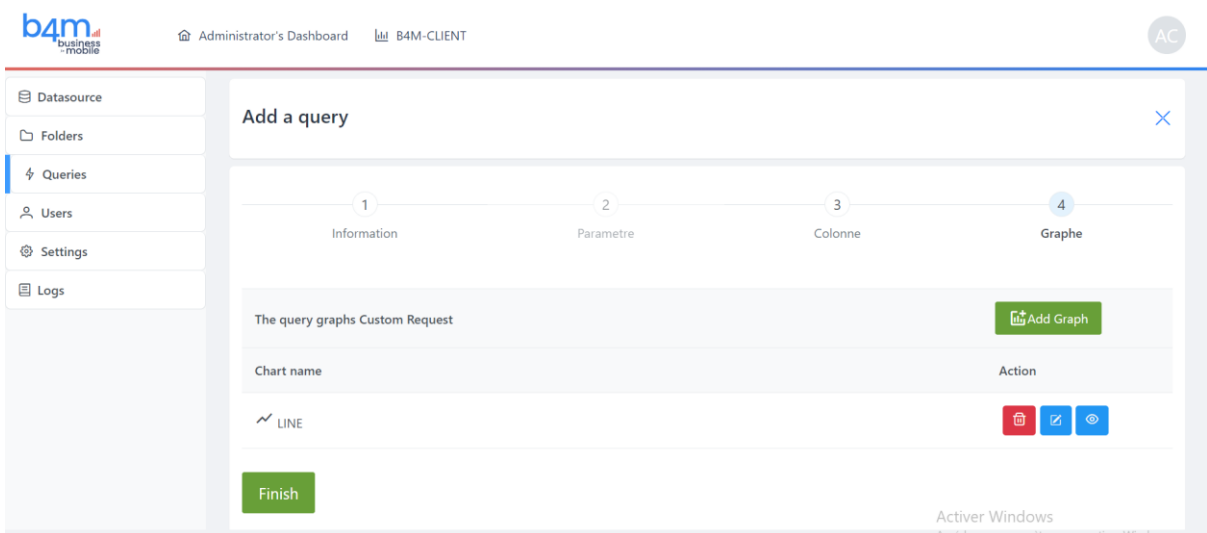 b4m
business
-mobile
Administrator's Dashboard B4M-CLIENT
AC
Datasource
Folders
Queries
Users
Settings
Logs
Add a query
1 2 3 4
Information Parametre Colonne Graphe
The query graphs Custom Request Add Graph
Chart name Action
LINE
Finish
Activer Windows